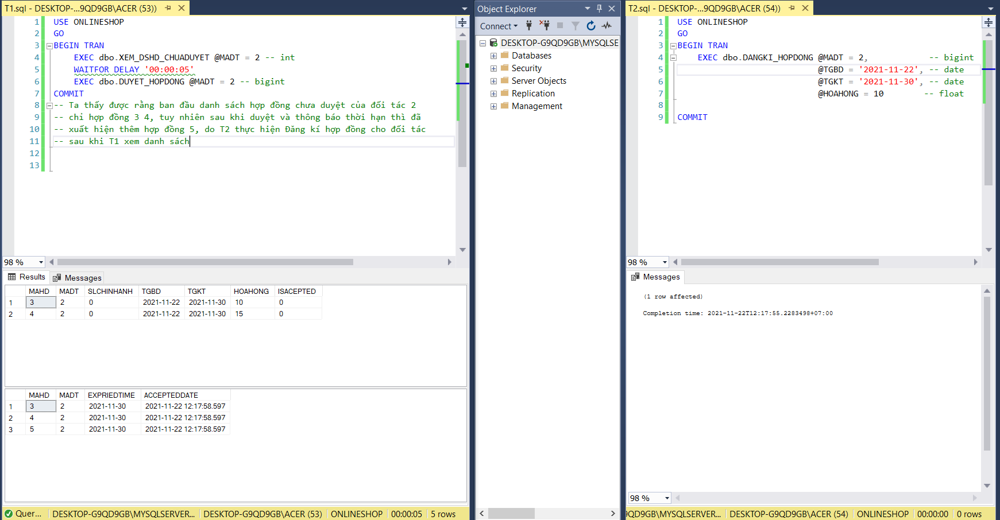 T1.sql - DESKTOP-...9QD9GB\ACER (53))
1 USE ONLINESHOP
2 GO
3 BEGIN TRAN
4 EXEC dbo.XEM_DSHD_CHUADUYET @MADT = 2 -- int
5 WAITFOR DELAY '00:00:05'
6 EXEC dbo.DUYET_HOPDONG @MADT = 2 -- bigint
7 COMMIT
8 -- Ta thấy được rằng ban đầu danh sách hợp đồng chưa duyệt của đối tác 2
9 -- chỉ hợp đồng 3 4, tuy nhiên sau khi duyệt và thông báo thời hạn thì đã
10 -- xuất hiện thêm hợp đồng 5, do T2 thực hiện Đăng kí hợp đồng cho đối tác
11 -- sau khi T1 xem danh sách
12
13
98 %
Results Messages
MAHD MADT SLCHINHANH TGBD TGKT HOAHONG ISACEPTED
1 3 2 0 2021-11-22 2021-11-30 10 0
2 4 2 0 2021-11-22 2021-11-30 15 0
MAHD MADT EXPRIEDTIME ACCEPTEDDATE
1 3 2 2021-11-30 2021-11-22 12:17:58.597
2 4 2 2021-11-30 2021-11-22 12:17:58.597
3 5 2 2021-11-30 2021-11-22 12:17:58.597
Quer... DESKTOP-G9QD9GB\MYSQLSERVER... DESKTOP-G9QD9GB\ACER (53) ONLINESHOP 00:00:05 5 rows
Object Explorer
Connect
DESKTOP-G9QD9GB\MYSQLSE
Databases
Security
Server Objects
Replication
Management
T2.sql - DESKTOP-...9QD9GB\ACER (54))
1 USE ONLINESHOP
2 GO
3 BEGIN TRAN
4 EXEC dbo.DANGKI_HOPDONG @MADT = 2, -- bigint
5 @TGBD = '2021-11-22', -- date
6 @TGKT = '2021-11-30', -- date
7 @HOAHONG = 10 -- float
8
9 COMMIT
98 %
Messages
(1 row affected)
Completion time: 2021-11-22T12:17:55.2283498+07:00
98 %
QD9GB\MYSQLSERVER... DESKTOP-G9QD9GB\ACER (54) ONLINESHOP 00:00:00 0 rows